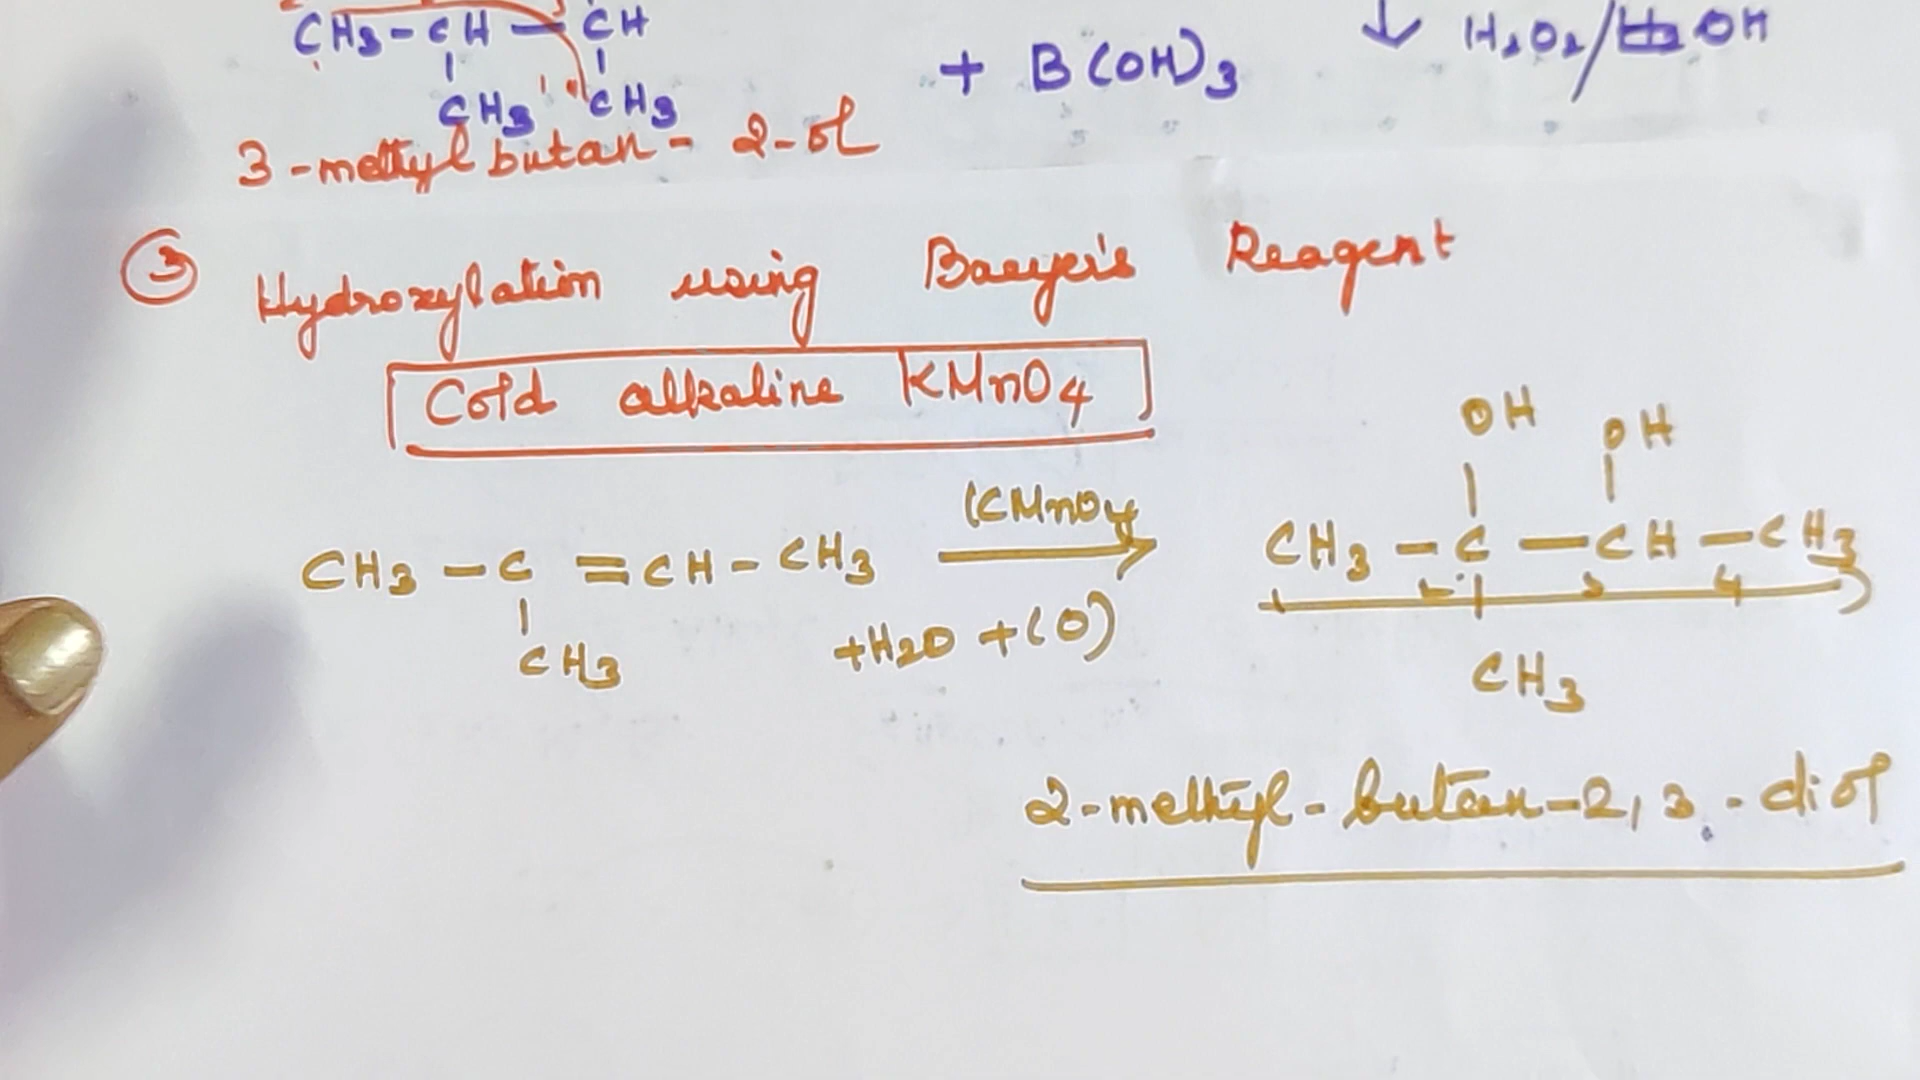 CH3-CH-CH
CH3 CH3
+ B(OH)3
↓ H2O2/OH
3-methylbutan-2-ol
③ Hydroxylation using Baeyer's Reagent
Cold alkaline KMnO4
OH OH
CH3-C=CH-CH3 KMnO4 CH3-C-CH-CH3
CH3 +H2O+(O) 1 2 3 4
CH3
2-methyl-butan-2,3-diol